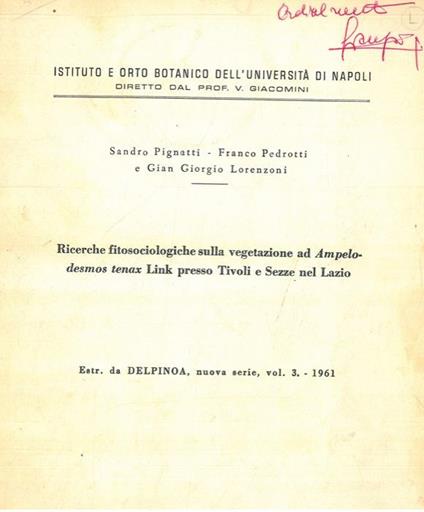 Cordialmente
ISTITUTO E ORTO BOTANICO DELL'UNIVERSITÀ DI NAPOLI
DIRETTO DAL PROF. V. GIACOMINI
Sandro Pignatti - Franco Pedrotti
e Gian Giorgio Lorenzoni
Ricerche fitosociologiche sulla vegetazione ad Ampelo-
desmos tenax Link presso Tivoli e Sezze nel Lazio
Estr. da DELPINOA, nuova serie, vol. 3. - 1961